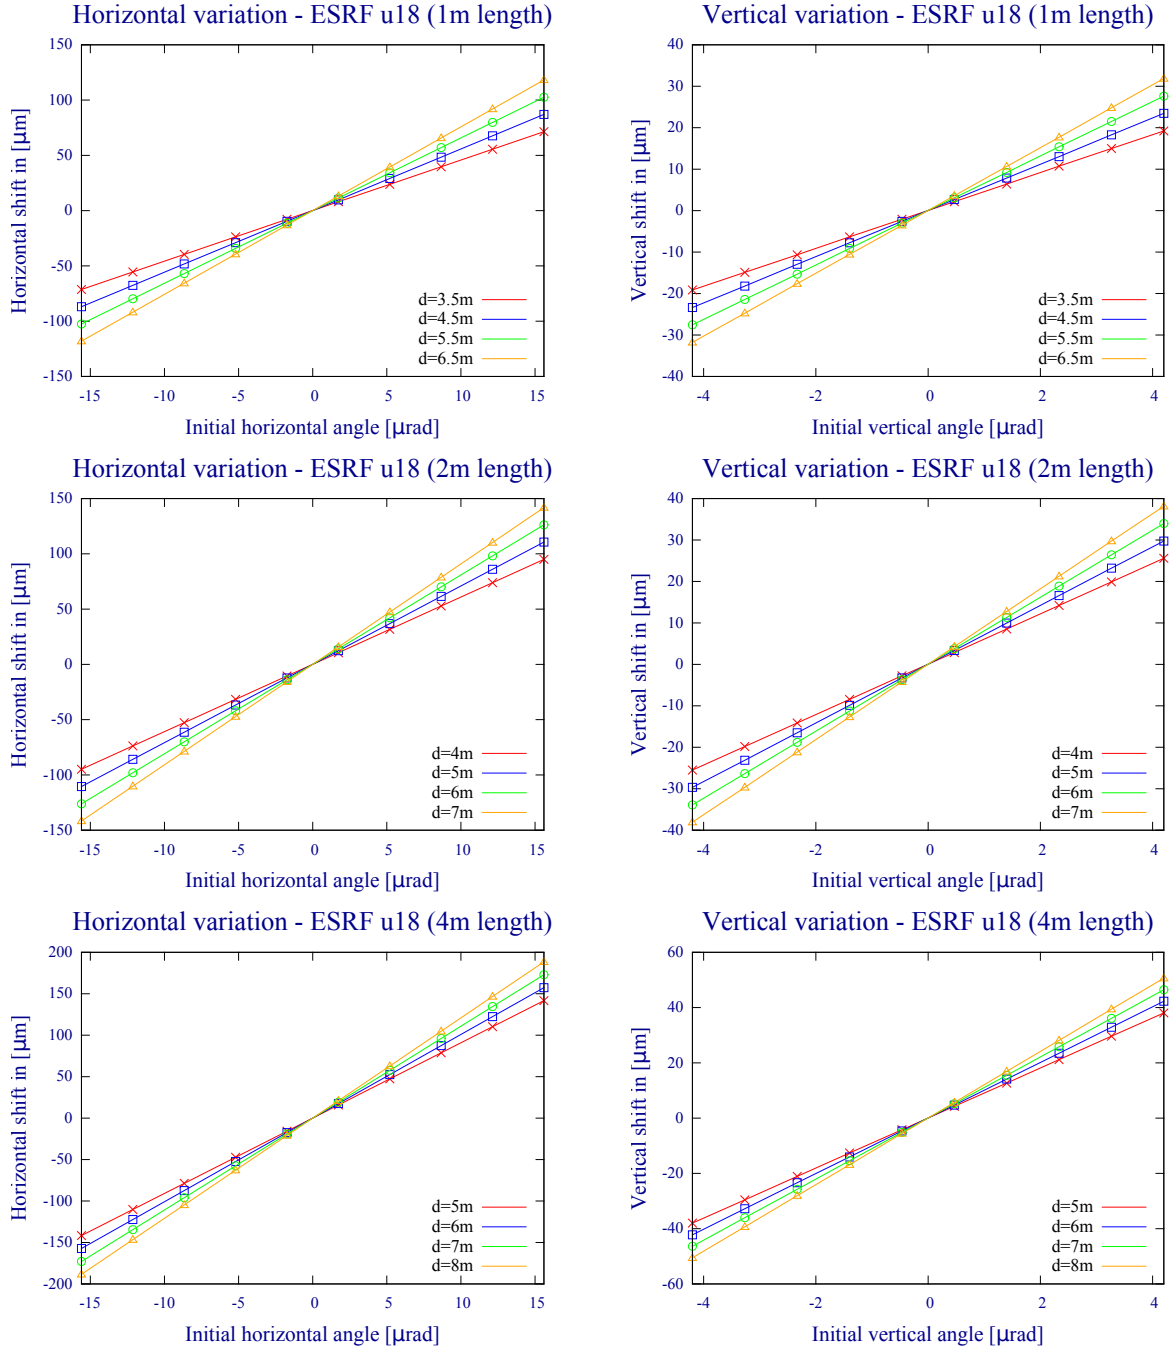 Horizontal variation - ESRF u18 (1m length)
150
100
50
0
-50
-100
-150
Horizontal shift in [μm]
d=3.5m
d=4.5m
d=5.5m
d=6.5m
-15 -10 -5 0 5 10 15
Initial horizontal angle [μrad]
Vertical variation - ESRF u18 (1m length)
40
30
20
10
0
-10
-20
-30
-40
Vertical shift in [μm]
d=3.5m
d=4.5m
d=5.5m
d=6.5m
-4 -2 0 2 4
Initial vertical angle [μrad]
Horizontal variation - ESRF u18 (2m length)
150
100
50
0
-50
-100
-150
Horizontal shift in [μm]
d=4m
d=5m
d=6m
d=7m
-15 -10 -5 0 5 10 15
Initial horizontal angle [μrad]
Vertical variation - ESRF u18 (2m length)
40
30
20
10
0
-10
-20
-30
-40
Vertical shift in [μm]
d=4m
d=5m
d=6m
d=7m
-4 -2 0 2 4
Initial vertical angle [μrad]
Horizontal variation - ESRF u18 (4m length)
200
150
100
50
0
-50
-100
-150
-200
Horizontal shift in [μm]
d=5m
d=6m
d=7m
d=8m
-15 -10 -5 0 5 10 15
Initial horizontal angle [μrad]
Vertical variation - ESRF u18 (4m length)
60
40
20
0
-20
-40
-60
Vertical shift in [μm]
d=5m
d=6m
d=7m
d=8m
-4 -2 0 2 4
Initial vertical angle [μrad]